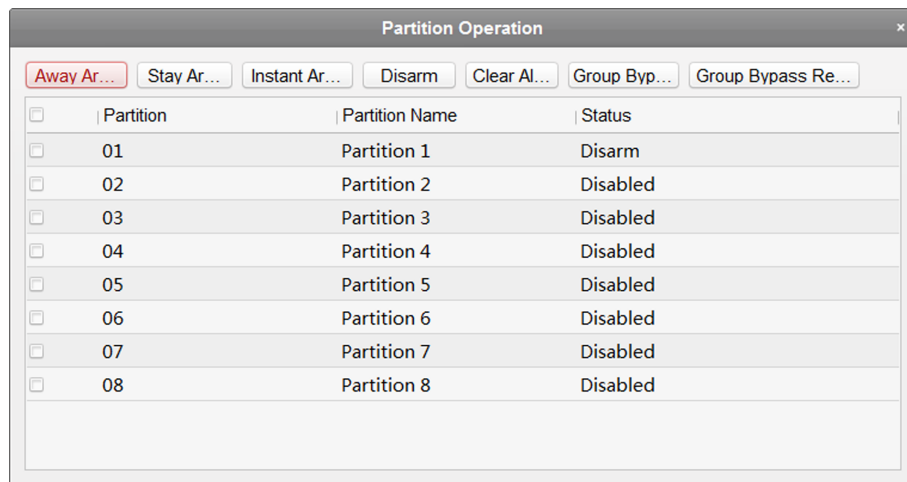 Partition Operation ×
Away Ar... Stay Ar... Instant Ar... Disarm Clear Al... Group Byp... Group Bypass Re...
Partition Partition Name Status
01 Partition 1 Disarm
02 Partition 2 Disabled
03 Partition 3 Disabled
04 Partition 4 Disabled
05 Partition 5 Disabled
06 Partition 6 Disabled
07 Partition 7 Disabled
08 Partition 8 Disabled